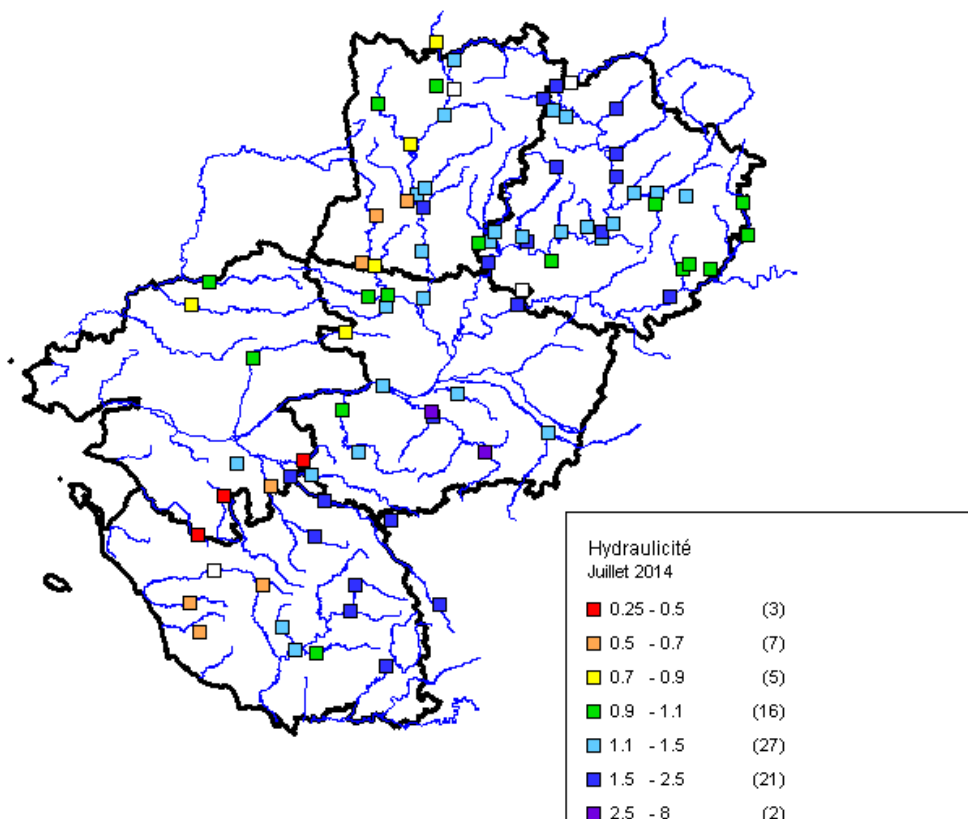 Hydraulicité
Juillet 2014
0.25 - 0.5 (3)
0.5 - 0.7 (7)
0.7 - 0.9 (5)
0.9 - 1.1 (16)
1.1 - 1.5 (27)
1.5 - 2.5 (21)
2.5 - 8 (2)